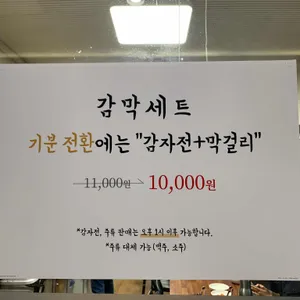 감막세트
기분 전환에는 "감자전+막걸리"
11,000원 → 10,000원
*감자전, 주류 판매는 오후 3시 이후 가능합니다.
*주류 대체 가능(맥주, 소주)